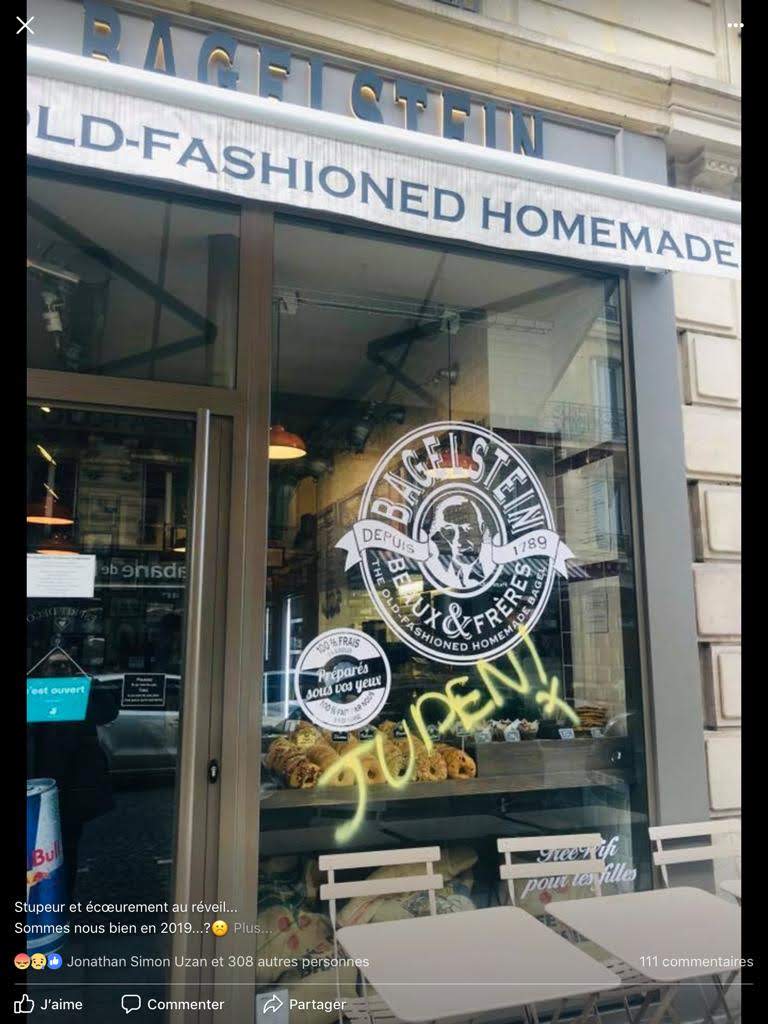 BAGELSTEIN
OLD-FASHIONED HOMEMADE
BAGELSTEIN
DEPUIS 1789
BEAUX & FRÈRES
THE OLD-FASHIONED HOMEMADE BAGEL
100 % FRAIS
Préparés
sous vos yeux
JUDEN!
abane de
'est ouvert
Bull
Free Wifi
pour les filles
Stupeur et écœurement au réveil...
Sommes nous bien en 2019...?☹️ Plus...
Jonathan Simon Uzan et 308 autres personnes
111 commentaires
J'aime
Commenter
Partager